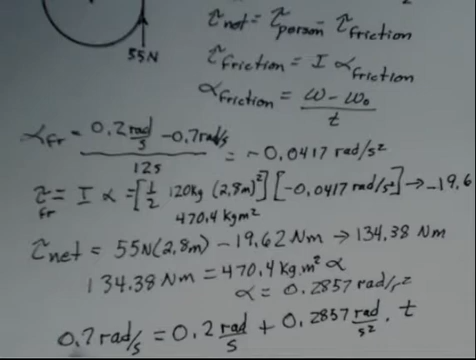 τnet = τperson - τfriction
55N
τfriction = I αfriction
αfriction = ω - ω₀ / t
αfr = 0.2 rad/s - 0.7 rad/s / 12s = -0.0417 rad/s²
τfr = I α = [1/2 120kg (2.8m)²] [-0.0417 rad/s²] → -19.6
470.4 kgm²
τnet = 55N(2.8m) - 19.62 Nm → 134.38 Nm
134.38 Nm = 470.4 kg.m² α
α = 0.2857 rad/s²
0.7 rad/s = 0.2 rad/s + 0.2857 rad/s² . t